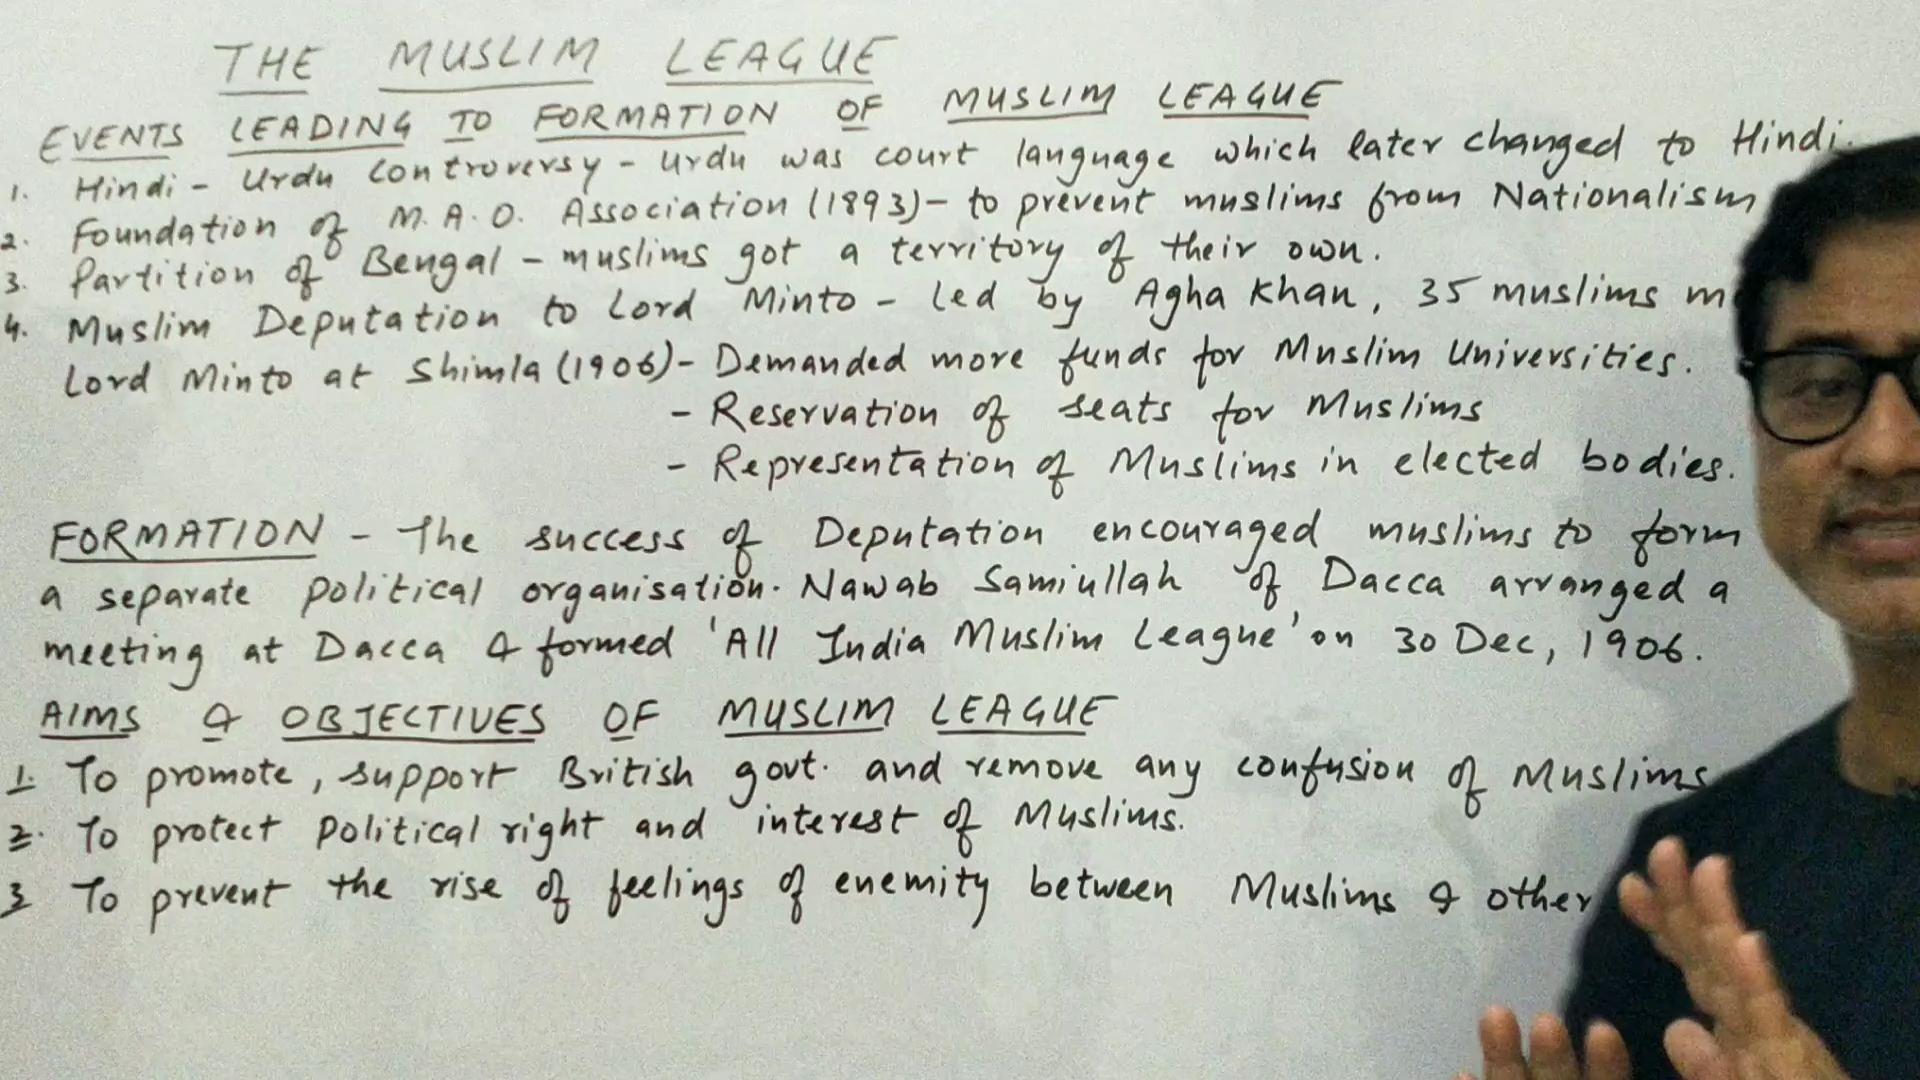 THE MUSLIM LEAGUE
EVENTS LEADING TO FORMATION OF MUSLIM LEAGUE
1. Hindi - Urdu Controversy - Urdu was court language which later changed to Hindi.
2. Foundation of M.A.O. Association (1893) - to prevent muslims from Nationalism
3. Partition of Bengal - muslims got a territory of their own.
4. Muslim Deputation to Lord Minto - Led by Agha Khan, 35 muslims
Lord Minto at Shimla (1906) - Demanded more funds for Muslim Universities.
- Reservation of seats for Muslims
- Representation of Muslims in elected bodies.
FORMATION - The success of Deputation encouraged muslims to form
a separate political organisation. Nawab Samiullah of Dacca arranged a
meeting at Dacca & formed 'All India Muslim League' on 30 Dec, 1906.
AIMS & OBJECTIVES OF MUSLIM LEAGUE
1. To promote, support British govt. and remove any confusion of Muslims
2. To protect political right and interest of Muslims.
3 To prevent the rise of feelings of enemity between Muslims & other